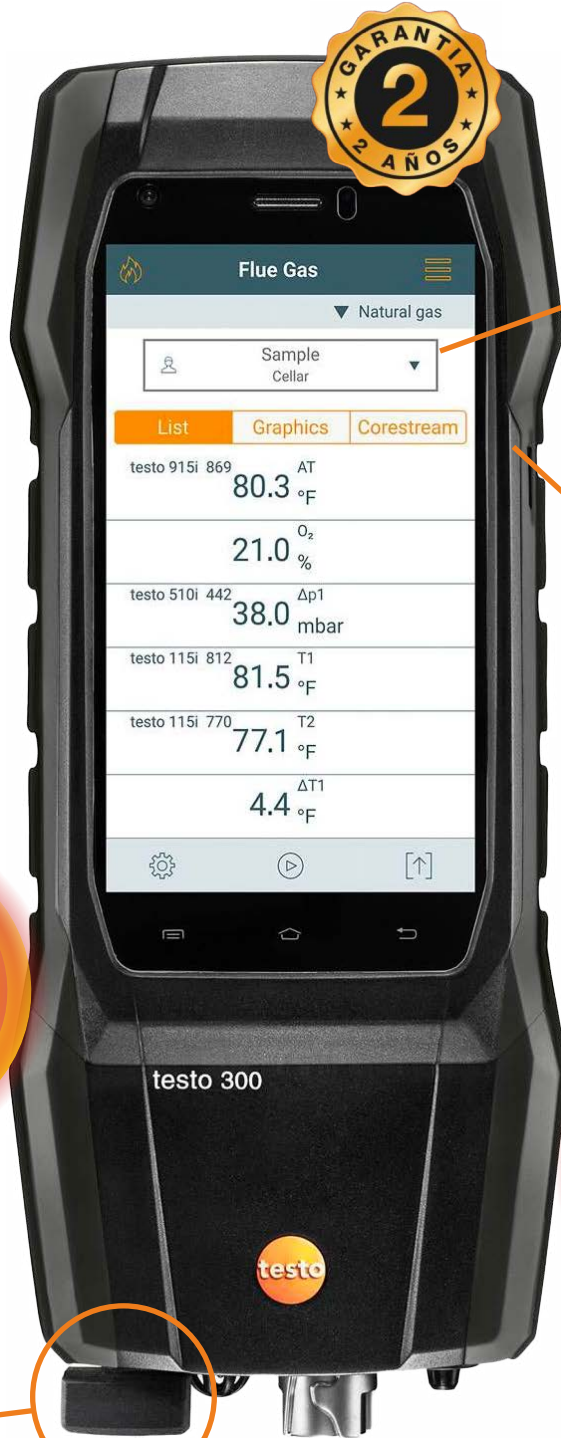 GARANTIA
2
2 AÑOS
Flue Gas
Natural gas
Sample
Cellar
List Graphics Corestream
testo 915i 869 80.3 AT °F
21.0 O₂ %
testo 510i 442 38.0 Δp1 mbar
testo 115i 812 81.5 T1 °F
testo 115i 770 77.1 T2 °F
4.4 ΔT1 °F
testo 300
testo